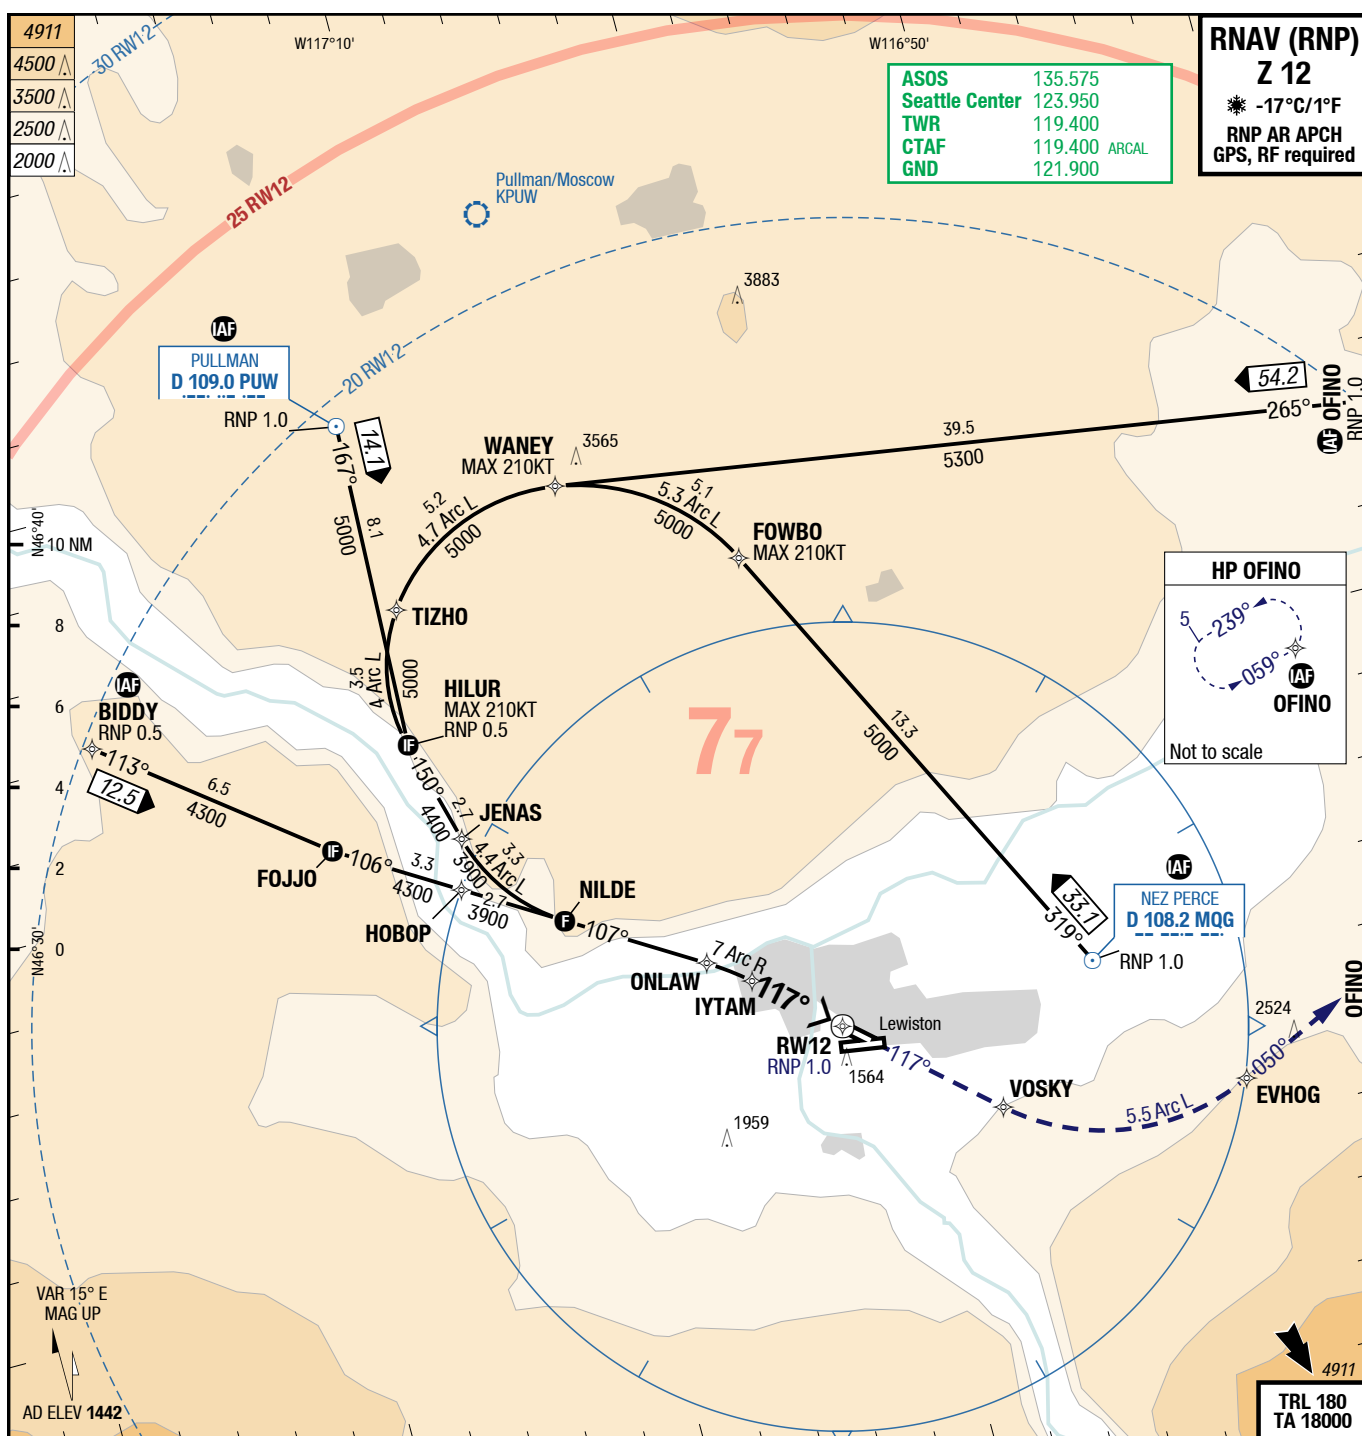 4911
4500
3500
2500
2000
30 RW12
W117°10'
W116°50'
RNAV (RNP)
Z 12
-17°C/1°F
RNP AR APCH
GPS, RF required
ASOS 135.575
Seattle Center 123.950
TWR 119.400
CTAF 119.400 ARCAL
GND 121.900
25 RW12
Pullman/Moscow
KPUW
3883
20 RW12
IAF
PULLMAN
D 109.0 PUW
RNP 1.0
14.1
167°
8.1
5000
WANEY
MAX 210KT
3565
39.5
5300
54.2
265°
IAF OFINO
RNP 1.0
5.2
4.7 Arc L
5000
5.1
5.3 Arc L
5000
FOWBO
MAX 210KT
N46°40'
10 NM
8
6
4
2
0
N46°30'
TIZHO
3.5
4 Arc L
5000
HILUR
MAX 210KT
RNP 0.5
IF
HP OFINO
5
239°
059°
IAF
OFINO
Not to scale
IAF
BIDDY
RNP 0.5
113°
12.5
6.5
4300
77
13.3
5000
150°
2.7
4400
JENAS
3.3
4.4 Arc L
3900
IF
FOJJO
106°
3.3
4300
HOBOP
2.7
3900
NILDE
F
107°
IAF
NEZ PERCE
D 108.2 MQG
33.1
319°
RNP 1.0
ONLAW
7 Arc R
IYTAM
117°
RW12
RNP 1.0
Lewiston
1564
117°
VOSKY
5.5 Arc L
2524
050°
OFINO
EVHOG
1959
VAR 15° E
MAG UP
AD ELEV 1442
4911
TRL 180
TA 18000